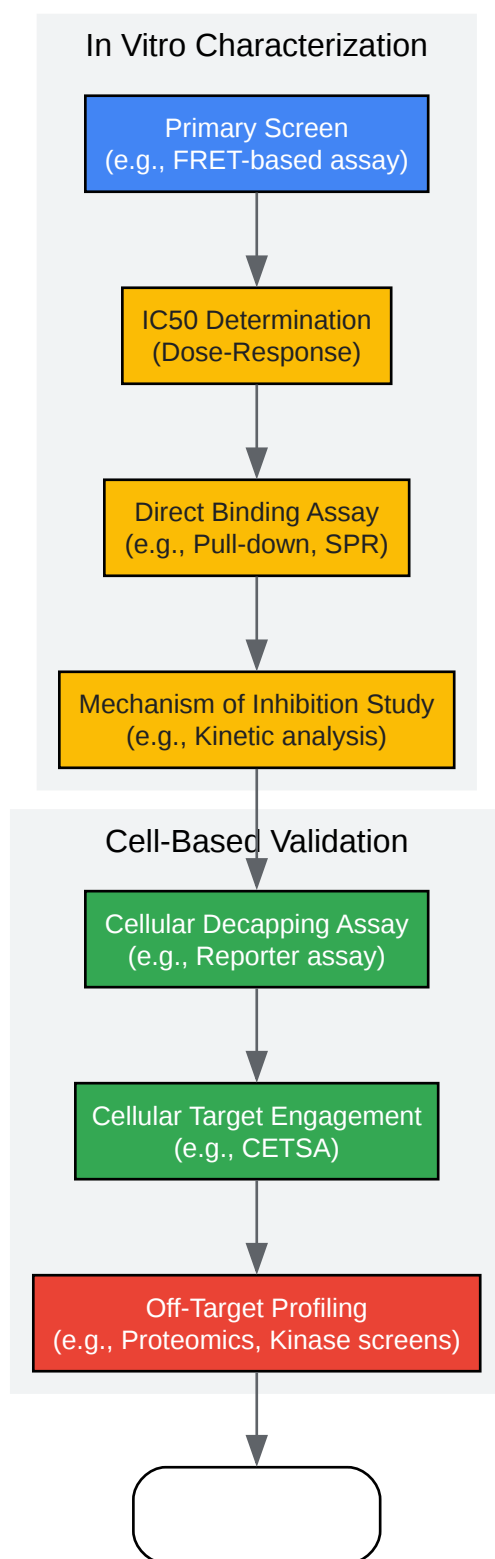 In Vitro Characterization
Primary Screen
(e.g., FRET-based assay)
IC50 Determination
(Dose-Response)
Direct Binding Assay
(e.g., Pull-down, SPR)
Mechanism of Inhibition Study
(e.g., Kinetic analysis)
Cell-Based Validation
Cellular Decapping Assay
(e.g., Reporter assay)
Cellular Target Engagement
(e.g., CETSA)
Off-Target Profiling
(e.g., Proteomics, Kinase screens)